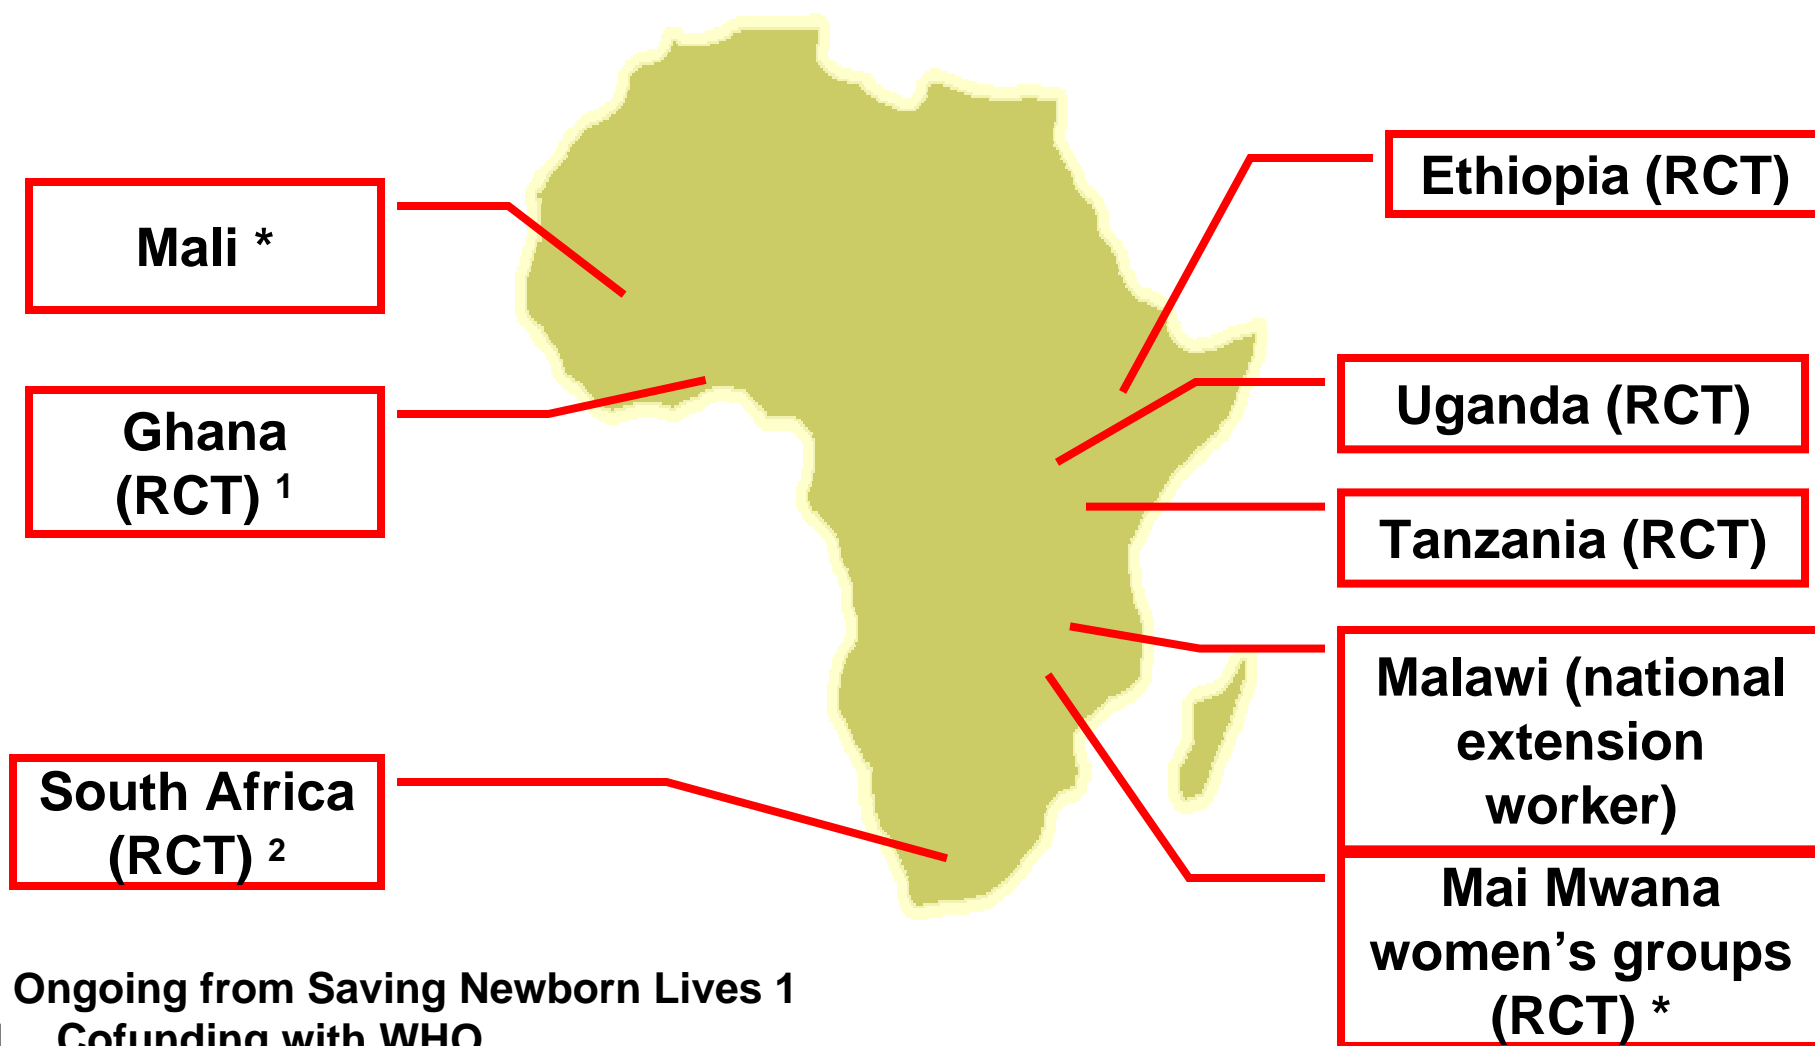 Mali *
Ghana
(RCT) 1
South Africa
(RCT) 2
Ethiopia (RCT)
Uganda (RCT)
Tanzania (RCT)
Malawi (national
extension
worker)
Mai Mwana
women’s groups
(RCT) *
Ongoing from Saving Newborn Lives 1
Cofunding with WHO